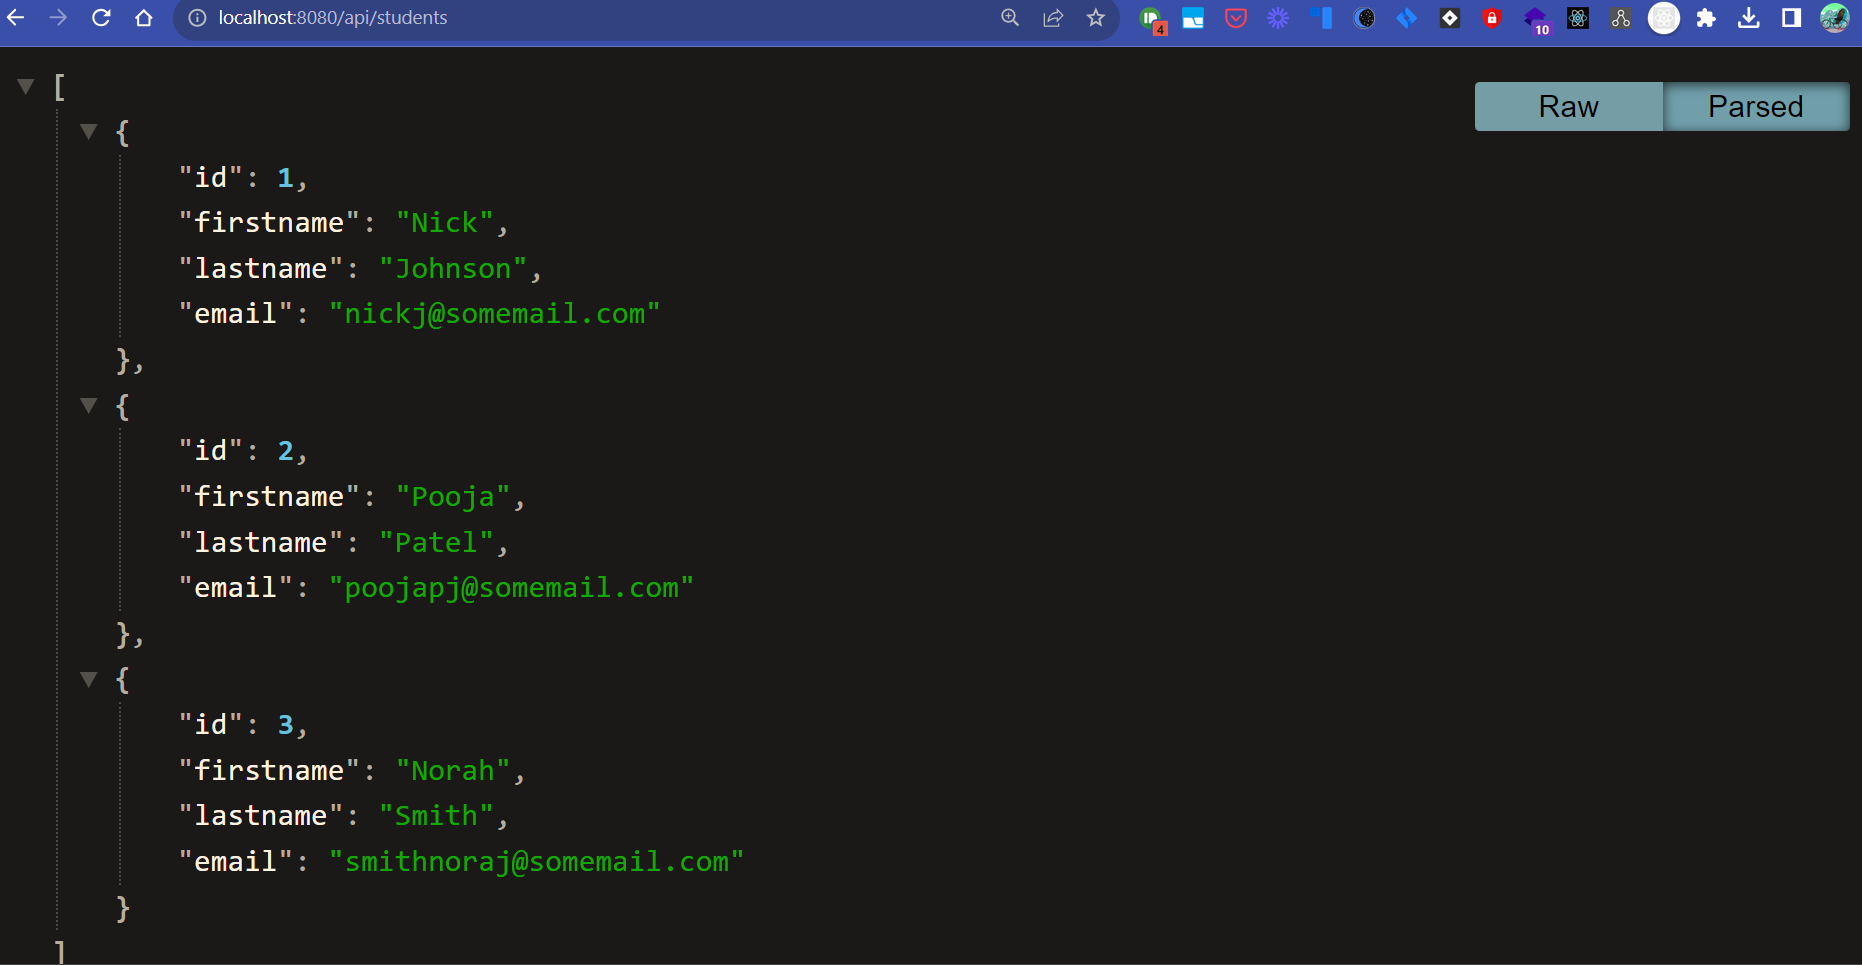 localhost:8080/api/students
4
10
Raw
Parsed
[
{
"id": 1,
"firstname": "Nick",
"lastname": "Johnson",
"email": "nickj@somemail.com"
},
{
"id": 2,
"firstname": "Pooja",
"lastname": "Patel",
"email": "poojapj@somemail.com"
},
{
"id": 3,
"firstname": "Norah",
"lastname": "Smith",
"email": "smithnoraj@somemail.com"
}
]